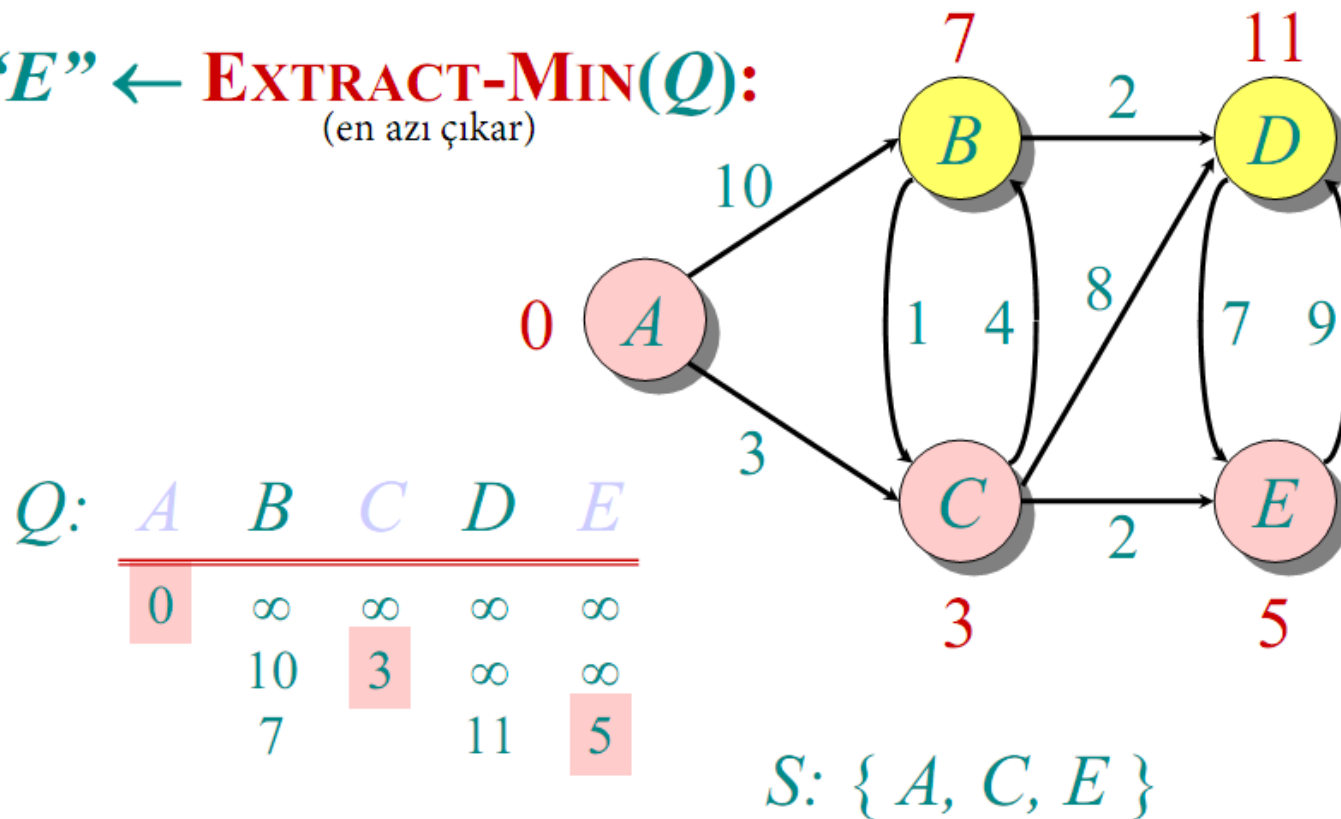 “E” ← EXTRACT-MIN(Q):
(en azı çıkar)
7
11
B
2
D
10
0
A
1
4
8
7
9
3
C
2
E
3
5
Q: A B C D E
0 ∞ ∞ ∞ ∞
10 3 ∞ ∞
7 11 5
S: { A, C, E }